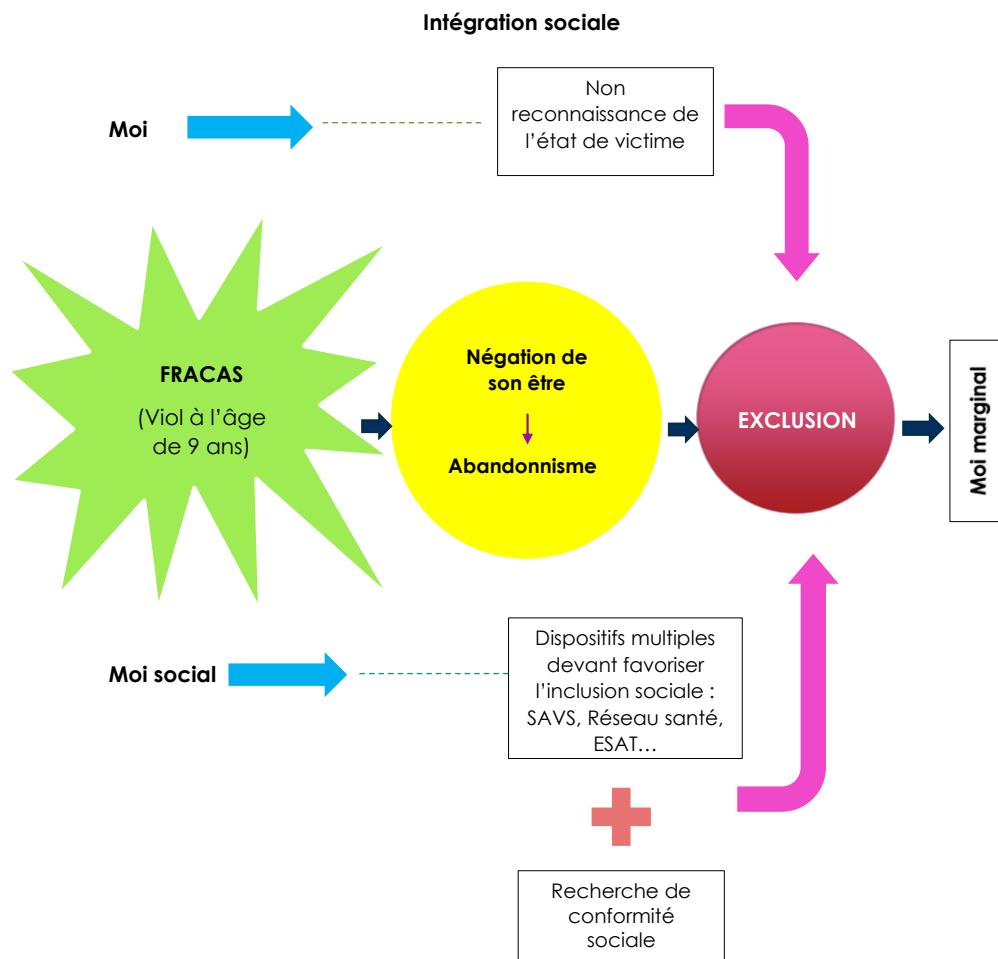 Intégration sociale
Moi
Non
reconnaissance de
l'état de victime
FRACAS
(Viol à l'âge
de 9 ans)
Négation de
son être
Abandonnisme
EXCLUSION
Moi marginal
Moi social
Dispositifs multiples
devant favoriser
l'inclusion sociale :
SAVS, Réseau santé,
ESAT…
Recherche de
conformité
sociale